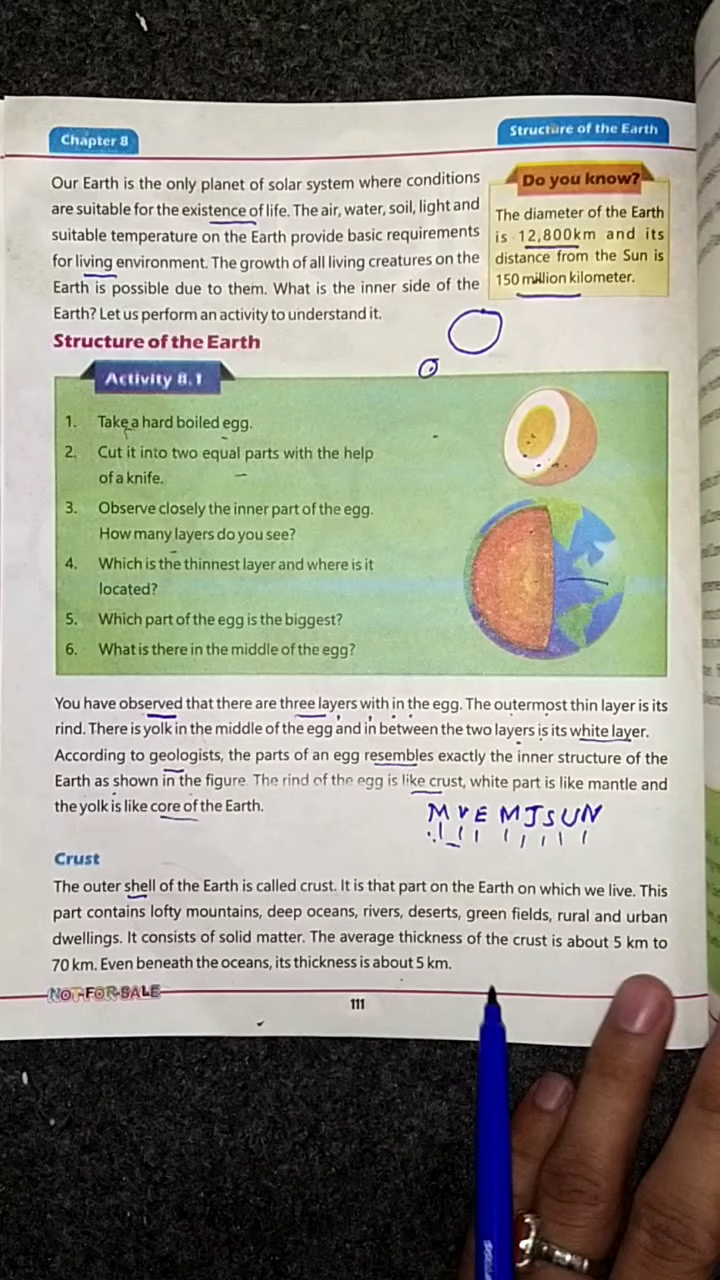 Chapter 8
Structure of the Earth
Our Earth is the only planet of solar system where conditions
are suitable for the existence of life. The air, water, soil, light and
suitable temperature on the Earth provide basic requirements
for living environment. The growth of all living creatures on the
Earth is possible due to them. What is the inner side of the
Earth? Let us perform an activity to understand it.
Do you know?
The diameter of the Earth
is 12,800km and its
distance from the Sun is
150 million kilometer.
Structure of the Earth
Activity 8.1
1. Take a hard boiled egg.
2. Cut it into two equal parts with the help
of a knife.
3. Observe closely the inner part of the egg.
How many layers do you see?
4. Which is the thinnest layer and where is it
located?
5. Which part of the egg is the biggest?
6. What is there in the middle of the egg?
You have observed that there are three layers with in the egg. The outermost thin layer is its
rind. There is yolk in the middle of the egg and in between the two layers is its white layer.
According to geologists, the parts of an egg resembles exactly the inner structure of the
Earth as shown in the figure. The rind of the egg is like crust, white part is like mantle and
the yolk is like core of the Earth.
M V E M J S U N
Crust
The outer shell of the Earth is called crust. It is that part on the Earth on which we live. This
part contains lofty mountains, deep oceans, rivers, deserts, green fields, rural and urban
dwellings. It consists of solid matter. The average thickness of the crust is about 5 km to
70 km. Even beneath the oceans, its thickness is about 5 km.
NOT FOR SALE
111